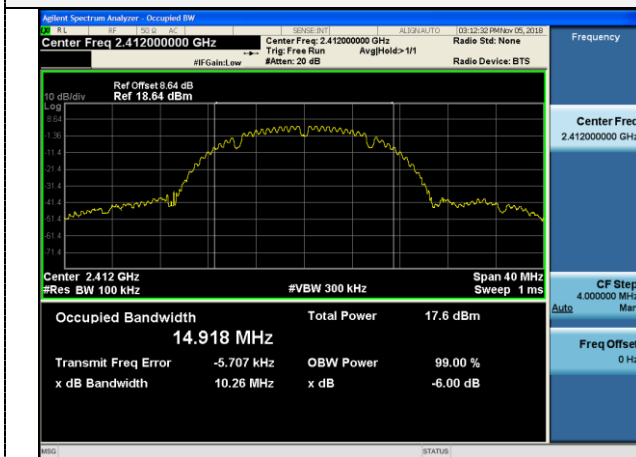 Agilent Spectrum Analyzer - Occupied BW
RL RF 50 Ω AC SENSE:INT ALIGNAUTO 03:12:32 PM Nov 05, 2018
Center Freq 2.412000000 GHz
Center Freq: 2.412000000 GHz
Radio Std: None
Trig: Free Run Avg|Hold:> 1/1
#IFGain:Low #Atten: 20 dB Radio Device: BTS
Frequency
Ref Offset 8.64 dB
10 dB/div Ref 18.64 dBm
Log
8.64
-1.36
-11.4
-21.4
-31.4
-41.4
-51.4
-61.4
-71.4
Center Freq
2.412000000 GHz
Center 2.412 GHz Span 40 MHz
#Res BW 100 kHz #VBW 300 kHz Sweep 1 ms
CF Step
4.000000 MHz
Auto Man
Occupied Bandwidth Total Power 17.6 dBm
14.918 MHz
Transmit Freq Error -5.707 kHz OBW Power 99.00 %
x dB Bandwidth 10.26 MHz x dB -6.00 dB
Freq Offset
0 Hz
MSG STATUS